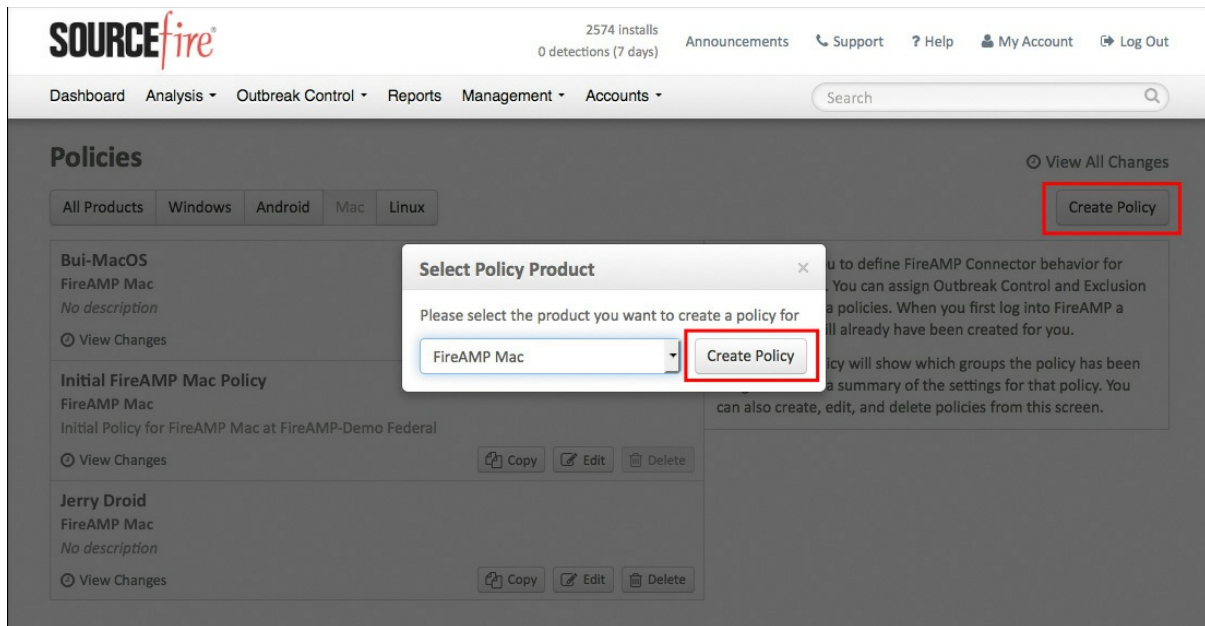 SOURCEfire®
2574 installs
0 detections (7 days)
Announcements
Support
? Help
My Account
Log Out
Dashboard
Analysis
Outbreak Control
Reports
Management
Accounts
Search
Policies
View All Changes
All Products
Windows
Android
Mac
Linux
Create Policy
Bui-MacOS
FireAMP Mac
No description
View Changes
Initial FireAMP Mac Policy
FireAMP Mac
Initial Policy for FireAMP Mac at FireAMP-Demo Federal
View Changes
Copy
Edit
Delete
Jerry Droid
FireAMP Mac
No description
View Changes
Copy
Edit
Delete
Select Policy Product
×
Please select the product you want to create a policy for
FireAMP Mac
Create Policy
to define FireAMP Connector behavior for
You can assign Outbreak Control and Exclusion
policies. When you first log into FireAMP a
already have been created for you.
will show which groups the policy has been
a summary of the settings for that policy. You
can also create, edit, and delete policies from this screen.